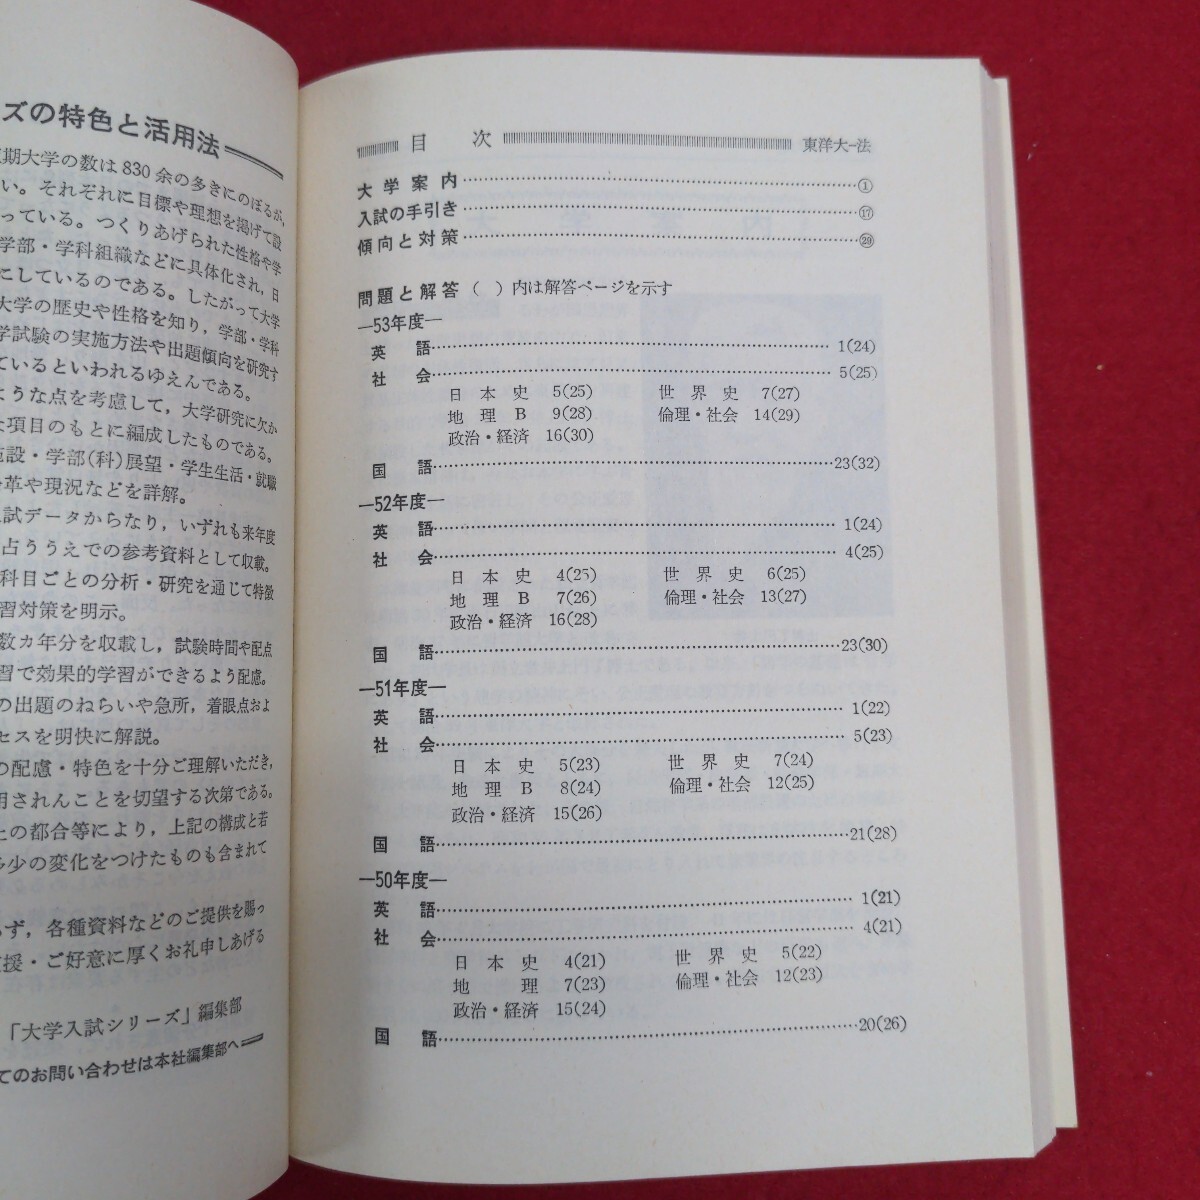 ズの特色と活用法
期大学の数は830余の多きにのぼるが,
い。それぞれに目標や理想を掲げて設
っている。つくりあげられた性格や学
学部・学科組織などに具体化され,日
こしているのである。したがって大学
大学の歴史や性格を知り,学部・学科
学試験の実施方法や出題傾向を研究す
ているといわれるゆえんである。
ような点を考慮して,大学研究に欠か
な項目のもとに編成したものである。
施設・学部(科)展望・学生生活・就職
革や現況などを詳解。
試データからなり,いずれも来年度
占ううえでの参考資料として収載。
科目ごとの分析・研究を通じて特徴
習対策を明示。
数カ年分を収載し,試験時間や配点
習で効果的学習ができるよう配慮。
の出題のねらいや急所,着眼点およ
セスを明快に解説。
の配慮・特色を十分ご理解いただき,
用されんことを切望する次第である。
上の都合等により,上記の構成と若
多少の変化をつけたものも含まれて
らず,各種資料などのご提供を賜っ
援・ご好意に厚くお礼申しあげる
「大学入試シリーズ」編集部
てのお問い合わせは本社編集部へ
目 次 東洋大-法
大学案内……①
入試の手引き……⑰
傾向と対策……㉙
問題と解答 ( )内は解答ページを示す
―53年度―
英 語……1(24)
社 会……5(25)
日本史 5(25) 世界史 7(27)
地理B 9(28) 倫理・社会 14(29)
政治・経済 16(30)
国 語……23(32)
―52年度―
英 語……1(24)
社 会……4(25)
日本史 4(25) 世界史 6(25)
地理B 7(26) 倫理・社会 13(27)
政治・経済 16(28)
国 語……23(30)
―51年度―
英 語……1(22)
社 会……5(23)
日本史 5(23) 世界史 7(24)
地理B 8(24) 倫理・社会 12(25)
政治・経済 15(26)
国 語……21(28)
―50年度―
英 語……1(21)
社 会……4(21)
日本史 4(21) 世界史 5(22)
地 理 7(23) 倫理・社会 12(23)
政治・経済 15(24)
国 語……20(26)